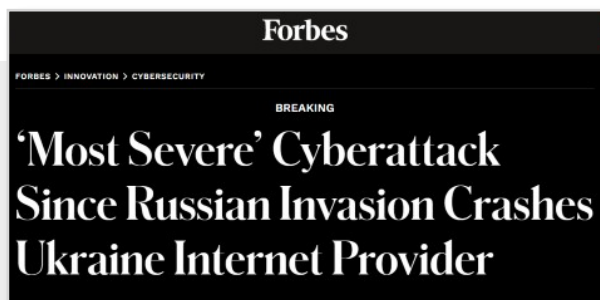 Forbes
FORBES > INNOVATION > CYBERSECURITY
BREAKING
‘Most Severe’ Cyberattack
Since Russian Invasion Crashes
Ukraine Internet Provider